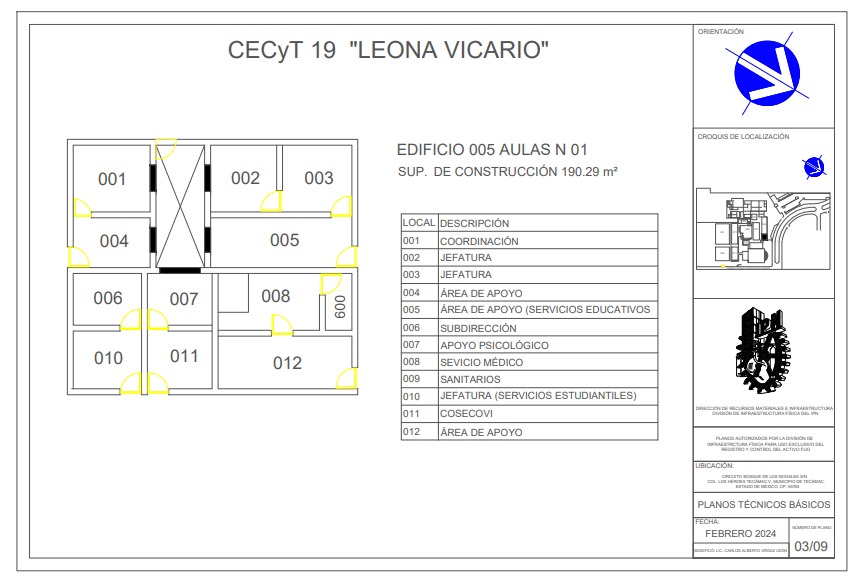 CECyT 19 "LEONA VICARIO"
EDIFICIO 005 AULAS N 01
SUP. DE CONSTRUCCIÓN 190.29 m²
001
002
003
004
005
006
007
008
009
010
011
012
LOCAL DESCRIPCIÓN
001 COORDINACIÓN
002 JEFATURA
003 JEFATURA
004 ÁREA DE APOYO
005 ÁREA DE APOYO (SERVICIOS EDUCATIVOS
006 SUBDIRECCIÓN
007 APOYO PSICOLÓGICO
008 SEVICIO MÉDICO
009 SANITARIOS
010 JEFATURA (SERVICIOS ESTUDIANTILES)
011 COSECOVI
012 ÁREA DE APOYO
ORIENTACIÓN
CROQUIS DE LOCALIZACIÓN
DIRECCIÓN DE RECURSOS MATERIALES E INFRAESTRUCTURA
DIVISIÓN DE INFRAESTRUCTURA FÍSICA DEL IPN.
PLANOS AUTORIZADOS POR LA DIVISIÓN DE
INFRAESTRCTURA FÍSICA PARA USO EXCLUSIVO DEL
REGISTRO Y CONTROL DEL ACTIVO FIJO
UBICACIÓN:
CIRCUITO BOSQUE DE LOS NOGALES S/N
COL. LOS HÉROES TECÁMAC V, MUNICIPIO DE TECÁMAC
ESTADO DE MÉXICO, CP.
PLANOS TÉCNICOS BÁSICOS
FECHA:
FEBRERO 2024
MODIFICÓ: LIC. CARLOS ALBERTO ORDAZ LEÓN
NÚMERO DE PLANO:
03/09